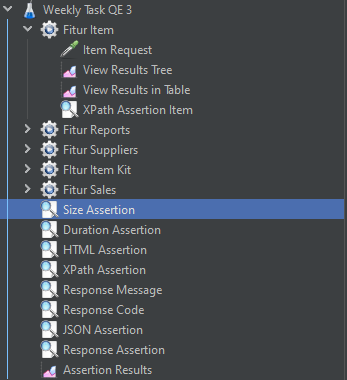 Weekly Task QE 3
Fitur Item
Item Request
View Results Tree
View Results in Table
XPath Assertion Item
Fitur Reports
Fitur Suppliers
FItur Item Kit
Fitur Sales
Size Assertion
Duration Assertion
HTML Assertion
XPath Assertion
Response Message
Response Code
JSON Assertion
Response Assertion
Assertion Results